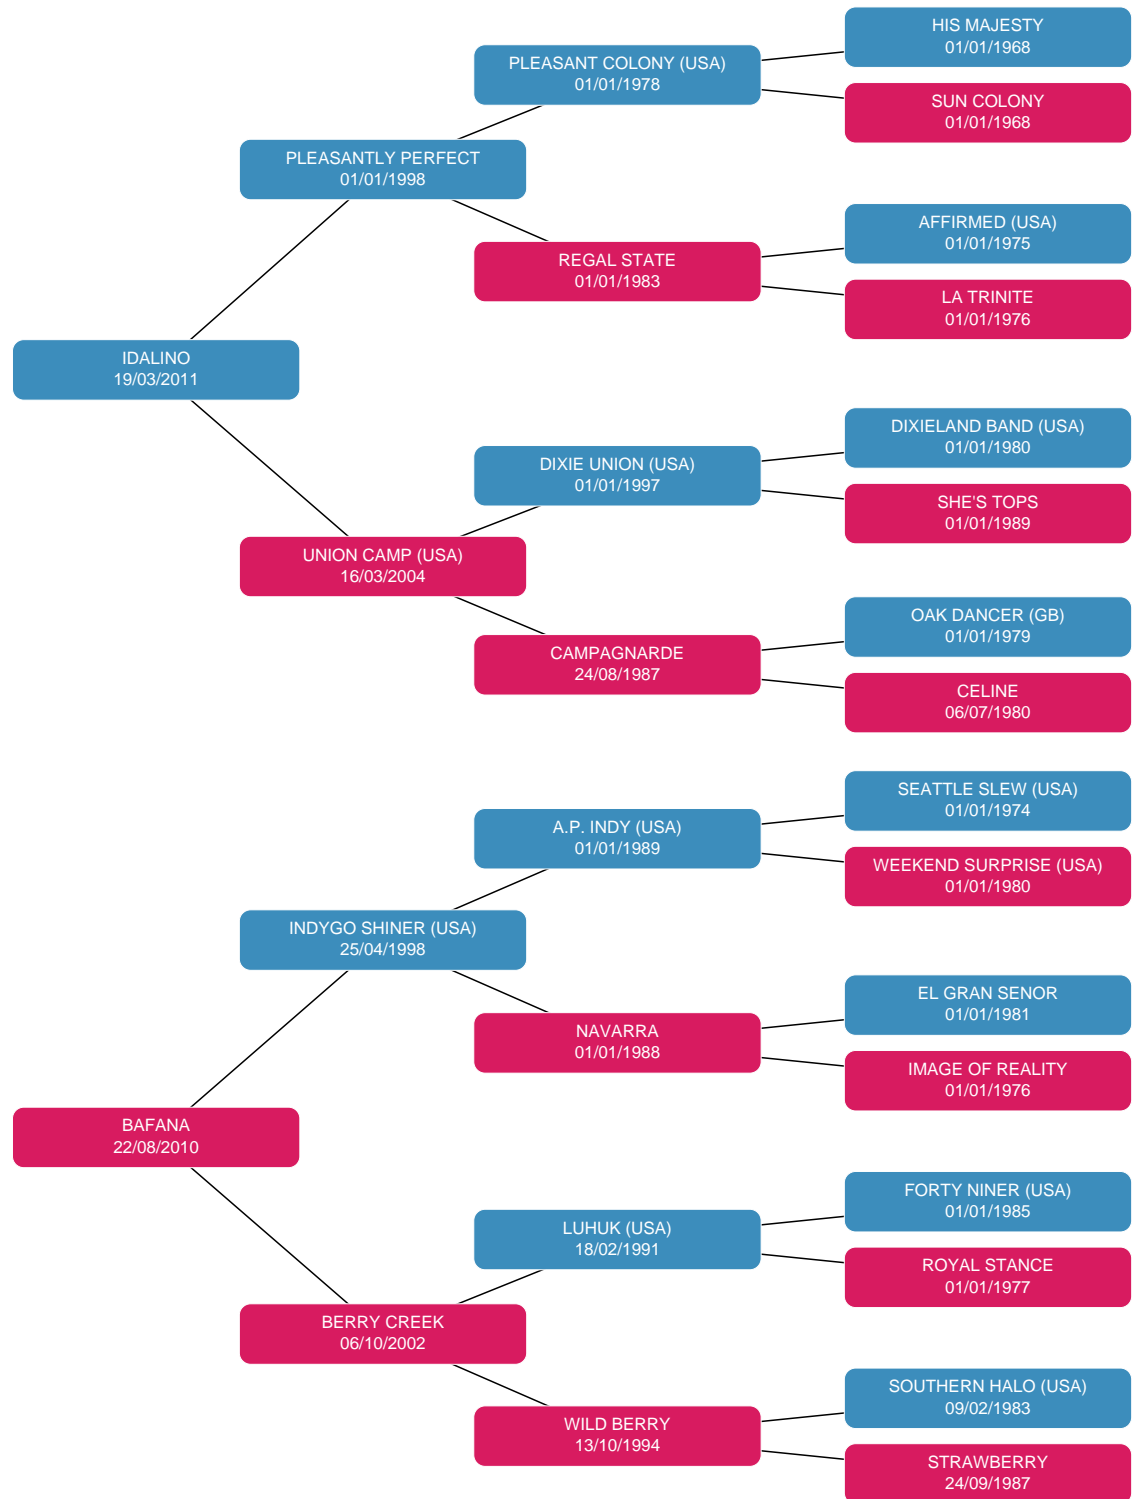 HIS MAJESTY
01/01/1968
PLEASANT COLONY (USA)
01/01/1978
SUN COLONY
01/01/1968
PLEASANTLY PERFECT
01/01/1998
AFFIRMED (USA)
01/01/1975
REGAL STATE
01/01/1983
LA TRINITE
01/01/1976
IDALINO
19/03/2011
DIXIELAND BAND (USA)
01/01/1980
DIXIE UNION (USA)
01/01/1997
SHE'S TOPS
01/01/1989
UNION CAMP (USA)
16/03/2004
OAK DANCER (GB)
01/01/1979
CAMPAGNARDE
24/08/1987
CELINE
06/07/1980
SEATTLE SLEW (USA)
01/01/1974
A.P. INDY (USA)
01/01/1989
WEEKEND SURPRISE (USA)
01/01/1980
INDYGO SHINER (USA)
25/04/1998
EL GRAN SENOR
01/01/1981
NAVARRA
01/01/1988
IMAGE OF REALITY
01/01/1976
BAFANA
22/08/2010
FORTY NINER (USA)
01/01/1985
LUHUK (USA)
18/02/1991
ROYAL STANCE
01/01/1977
BERRY CREEK
06/10/2002
SOUTHERN HALO (USA)
09/02/1983
WILD BERRY
13/10/1994
STRAWBERRY
24/09/1987